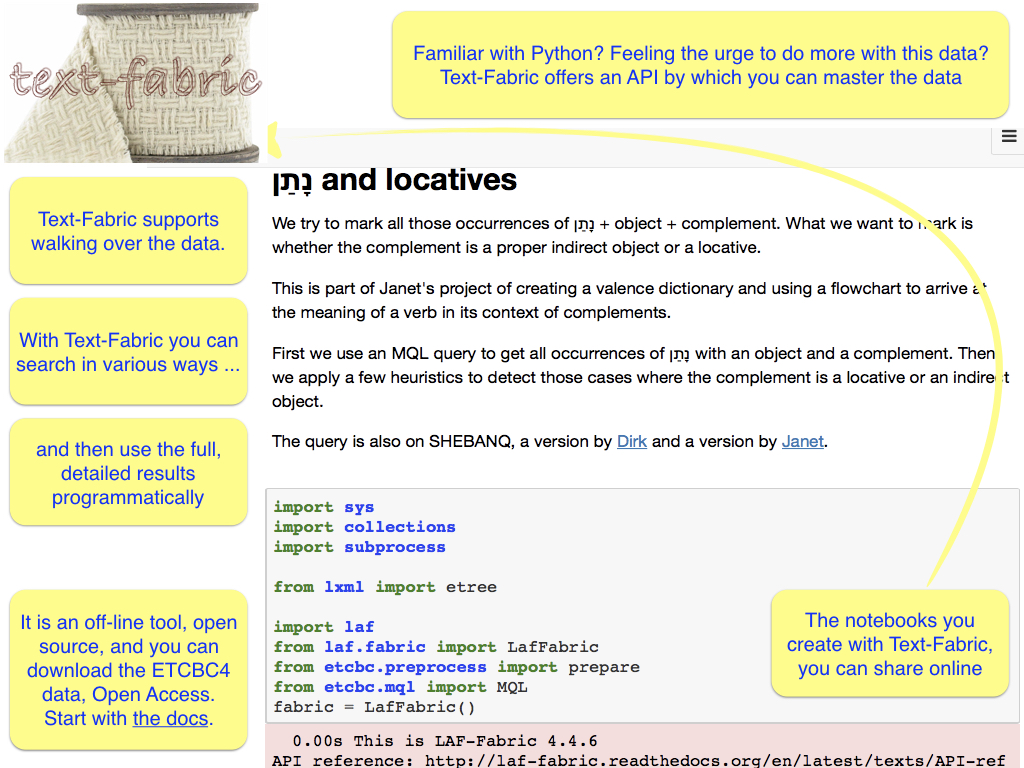 text-fabric
Familiar with Python? Feeling the urge to do more with this data?
Text-Fabric offers an API by which you can master the data
Text-Fabric supports
walking over the data.
With Text-Fabric you can
search in various ways ...
and then use the full,
detailed results
programmatically
It is an off-line tool, open
source, and you can
download the ETCBC4
data, Open Access.
Start with the docs.
נָתַן and locatives
We try to mark all those occurrences of נָתַן + object + complement. What we want to mark is
whether the complement is a proper indirect object or a locative.
This is part of Janet's project of creating a valence dictionary and using a flowchart to arrive at
the meaning of a verb in its context of complements.
First we use an MQL query to get all occurrences of נָתַן with an object and a complement. Then
we apply a few heuristics to detect those cases where the complement is a locative or an indirect
object.
The query is also on SHEBANQ, a version by Dirk and a version by Janet.
import sys
import collections
import subprocess
from lxml import etree
import laf
from laf.fabric import LafFabric
from etcbc.preprocess import prepare
from etcbc.mql import MQL
fabric = LafFabric()
The notebooks you
create with Text-Fabric,
you can share online
0.00s This is LAF-Fabric 4.4.6
API reference: http://laf-fabric.readthedocs.org/en/latest/texts/API-ref